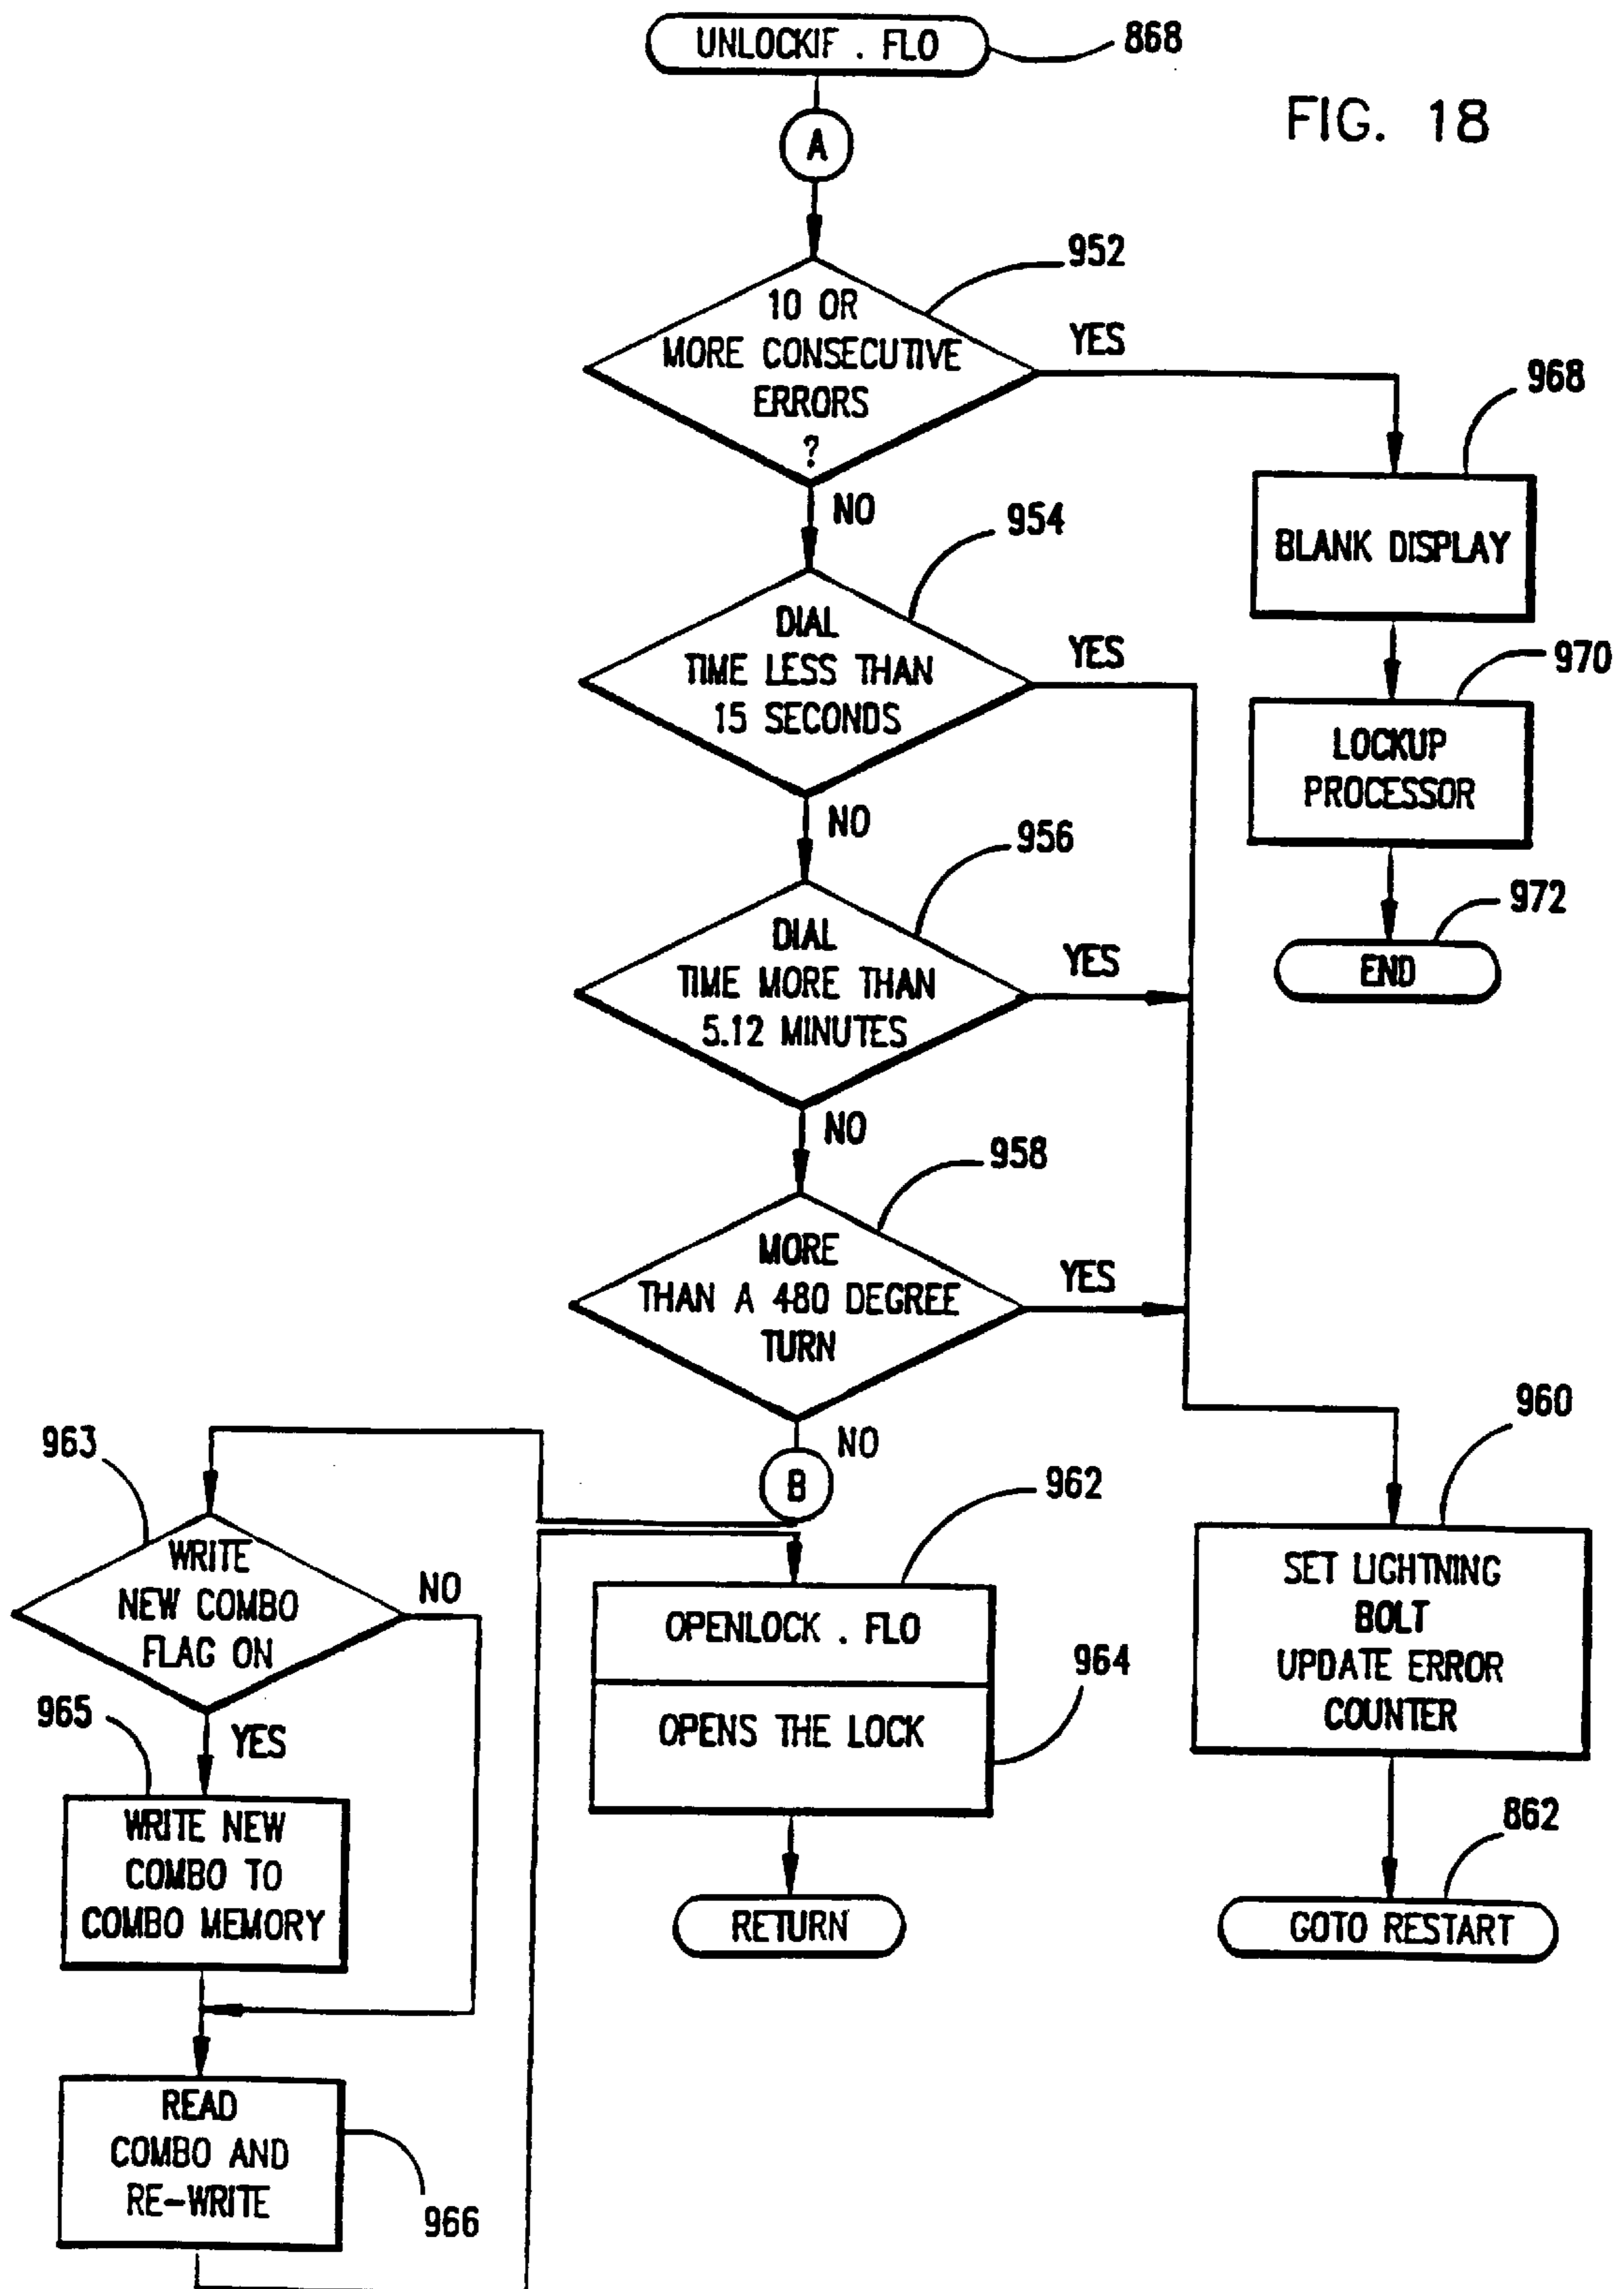 UNLOCKIF . FLO
868
A
FIG. 18
952
10 OR
MORE CONSECUTIVE
ERRORS
?
YES
NO
968
BLANK DISPLAY
954
DIAL
TIME LESS THAN
15 SECONDS
YES
NO
970
LOCKUP
PROCESSOR
956
DIAL
TIME MORE THAN
5.12 MINUTES
YES
NO
972
END
958
MORE
THAN A 480 DEGREE
TURN
YES
NO
B
963
WRITE
NEW COMBO
FLAG ON
NO
YES
962
OPENLOCK . FLO
964
OPENS THE LOCK
RETURN
960
SET LIGHTNING
BOLT
UPDATE ERROR
COUNTER
862
GOTO RESTART
965
WRITE NEW
COMBO TO
COMBO MEMORY
READ
COMBO AND
RE-WRITE
966